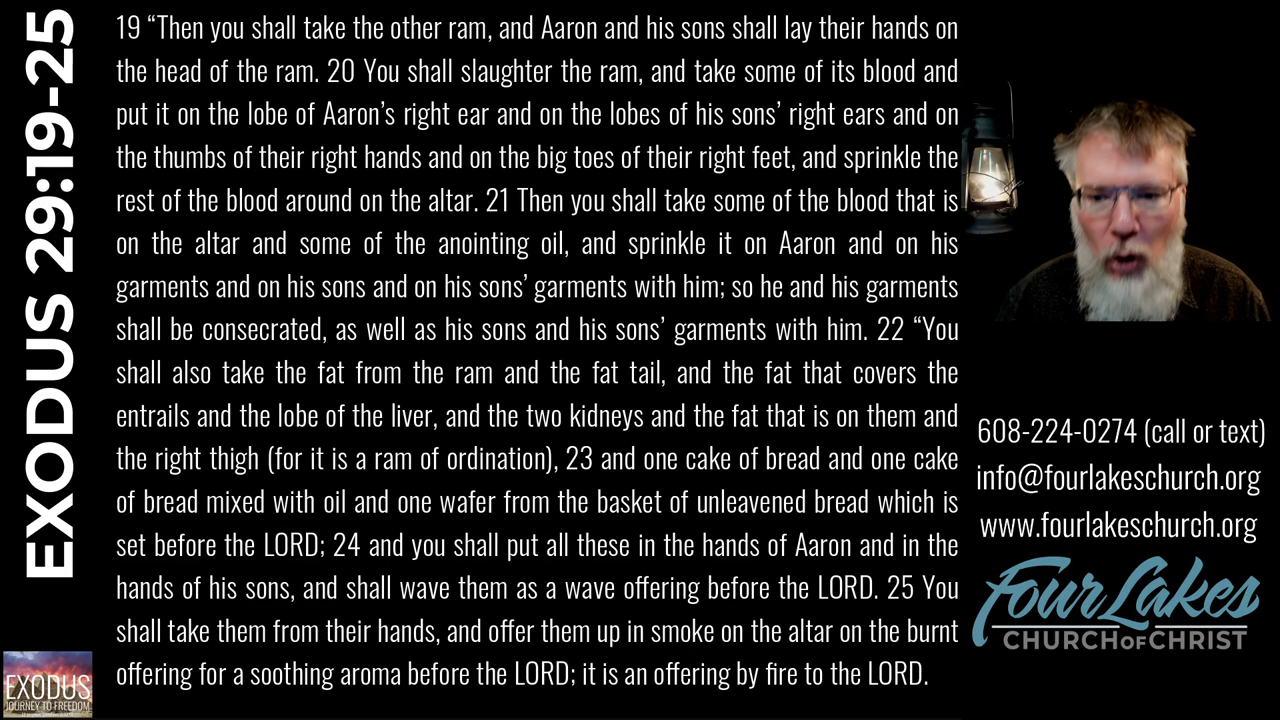 EXODUS 29:19-25
19 “Then you shall take the other ram, and Aaron and his sons shall lay their hands on
the head of the ram. 20 You shall slaughter the ram, and take some of its blood and
put it on the lobe of Aaron’s right ear and on the lobes of his sons’ right ears and on
the thumbs of their right hands and on the big toes of their right feet, and sprinkle the
rest of the blood around on the altar. 21 Then you shall take some of the blood that is
on the altar and some of the anointing oil, and sprinkle it on Aaron and on his
garments and on his sons and on his sons’ garments with him; so he and his garments
shall be consecrated, as well as his sons and his sons’ garments with him. 22 “You
shall also take the fat from the ram and the fat tail, and the fat that covers the
entrails and the lobe of the liver, and the two kidneys and the fat that is on them and
the right thigh (for it is a ram of ordination), 23 and one cake of bread and one cake
of bread mixed with oil and one wafer from the basket of unleavened bread which is
set before the LORD; 24 and you shall put all these in the hands of Aaron and in the
hands of his sons, and shall wave them as a wave offering before the LORD. 25 You
shall take them from their hands, and offer them up in smoke on the altar on the burnt
offering for a soothing aroma before the LORD; it is an offering by fire to the LORD.
608-224-0274 (call or text)
info@fourlakeschurch.org
www.fourlakeschurch.org
Four Lakes
CHURCH OF CHRIST
EXODUS
JOURNEY TO FREEDOM